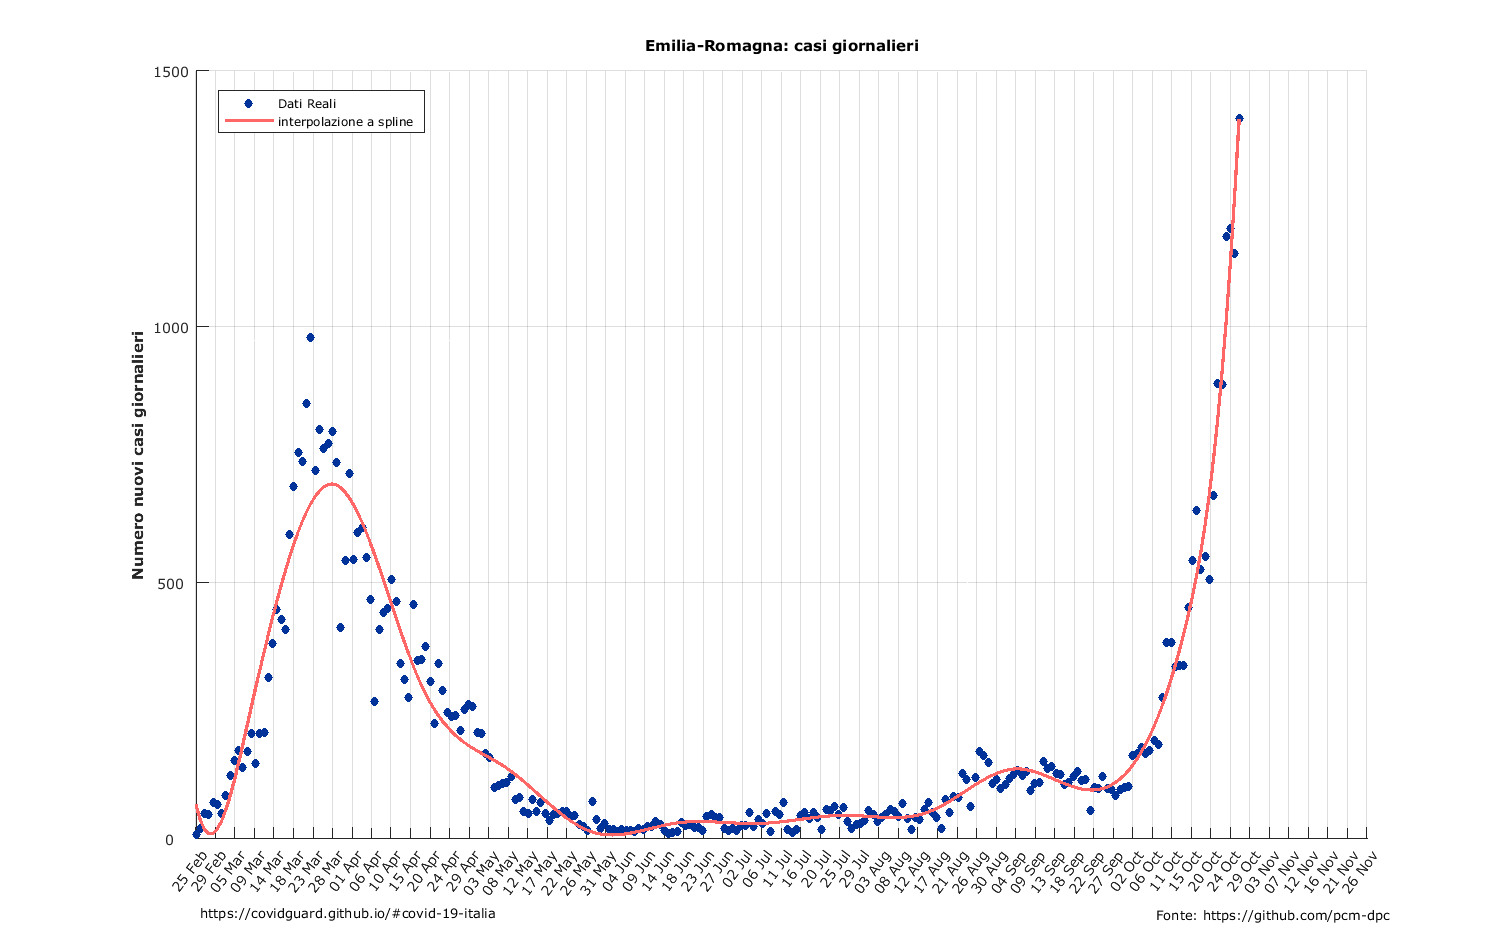 Emilia-Romagna: casi giornalieri
1500
Dati Reali
interpolazione a spline
1000
Numero nuovi casi giornalieri
500
0
25 Feb
29 Feb
05 Mar
09 Mar
14 Mar
18 Mar
23 Mar
28 Mar
01 Apr
06 Apr
10 Apr
15 Apr
20 Apr
24 Apr
29 Apr
03 May
08 May
12 May
17 May
22 May
26 May
31 May
04 Jun
09 Jun
14 Jun
18 Jun
23 Jun
27 Jun
02 Jul
06 Jul
11 Jul
16 Jul
20 Jul
25 Jul
29 Jul
03 Aug
08 Aug
12 Aug
17 Aug
21 Aug
26 Aug
30 Aug
04 Sep
09 Sep
13 Sep
18 Sep
22 Sep
27 Sep
02 Oct
06 Oct
11 Oct
15 Oct
20 Oct
24 Oct
29 Oct
03 Nov
07 Nov
12 Nov
16 Nov
21 Nov
26 Nov
https://covidguard.github.io/#covid-19-italia
Fonte: https://github.com/pcm-dpc